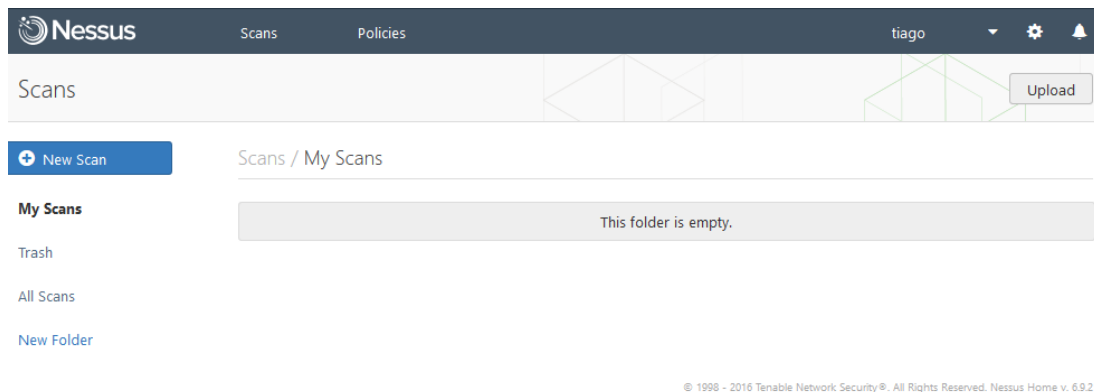 Nessus Scans Policies tiago
Scans Upload
New Scan
Scans / My Scans
My Scans
This folder is empty.
Trash
All Scans
New Folder
© 1998 - 2016 Tenable Network Security®. All Rights Reserved. Nessus Home v. 6.9.2